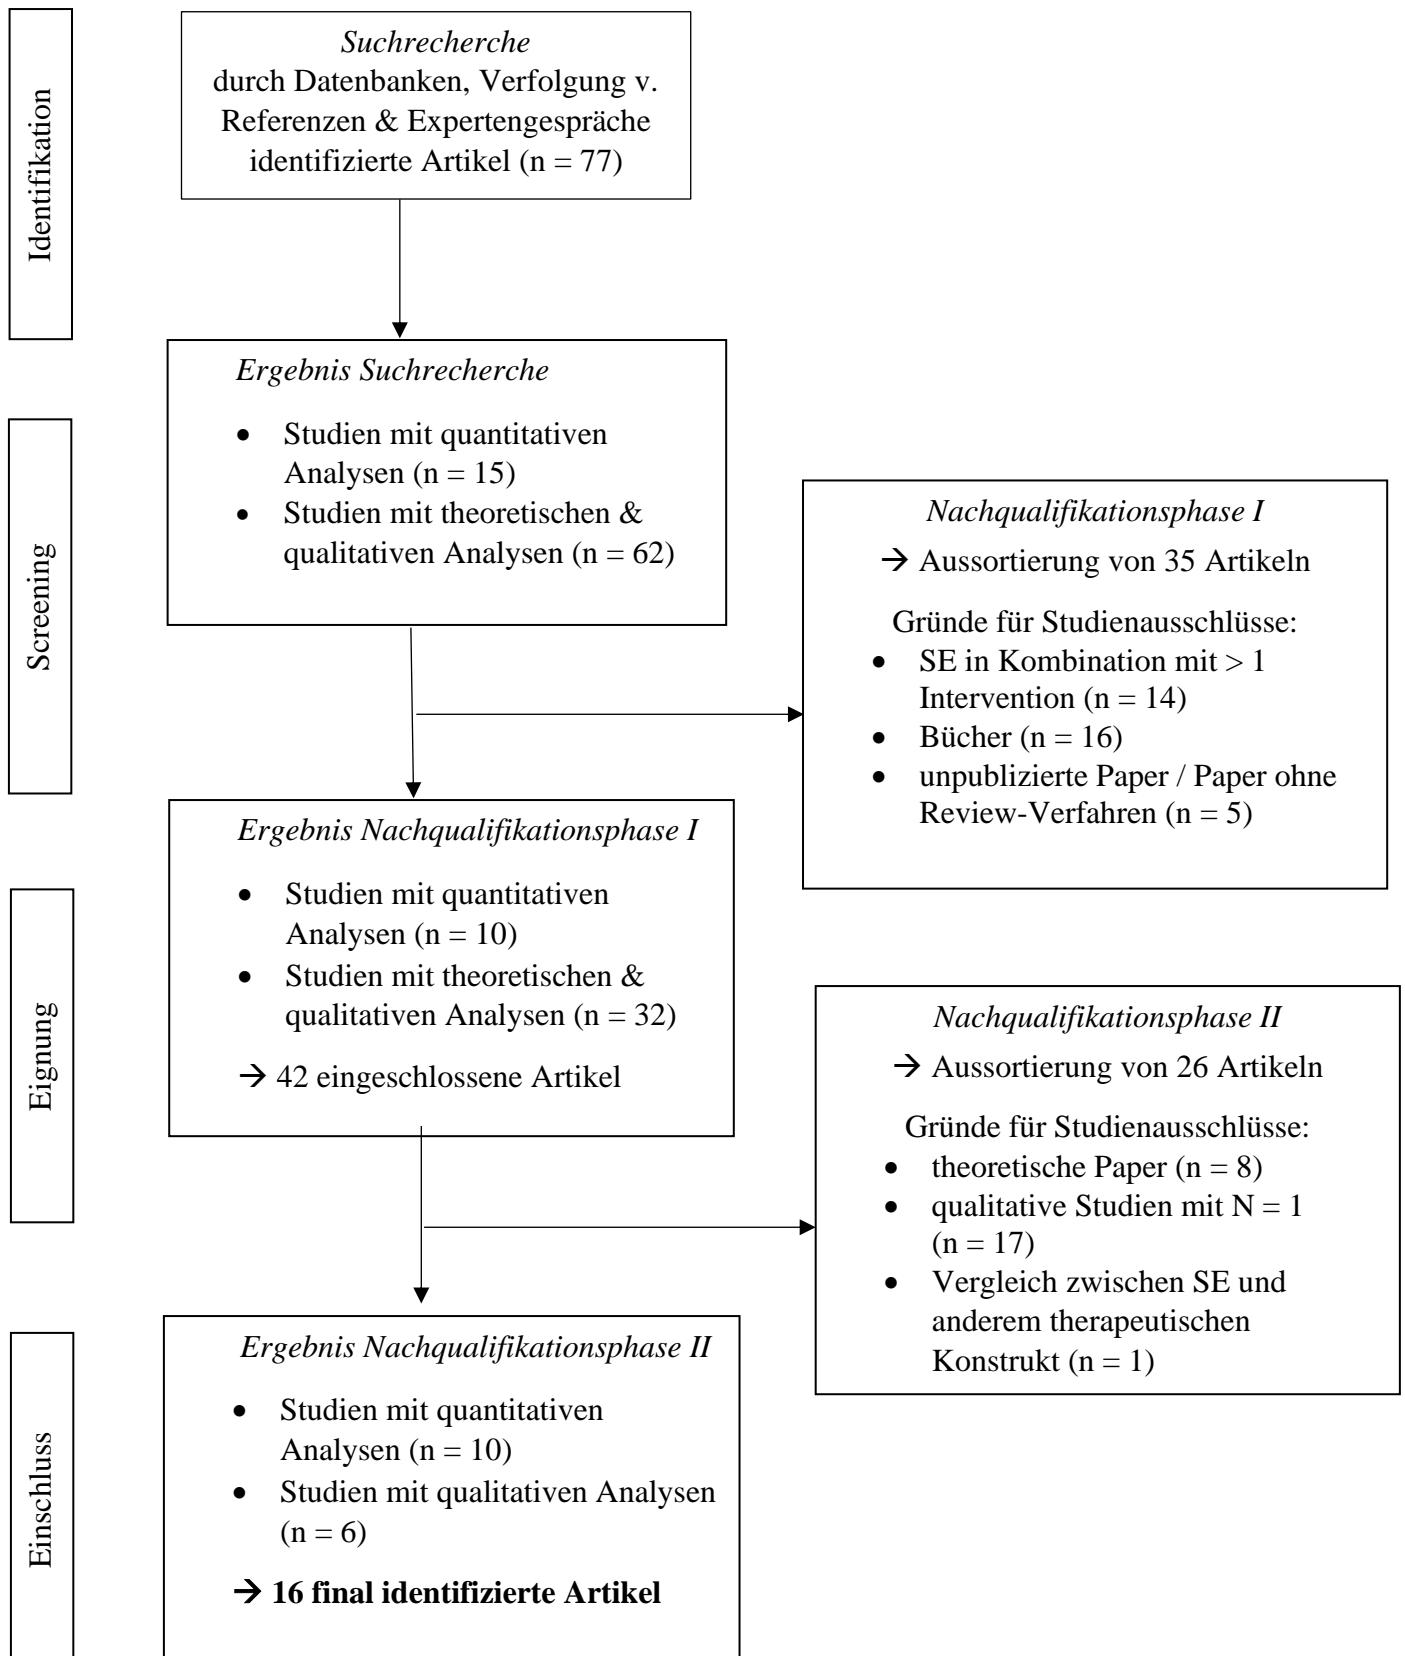 Identifikation
Suchrecherche
durch Datenbanken, Verfolgung v.
Referenzen & Expertengespräche
identifizierte Artikel (n = 77)
Screening
Ergebnis Suchrecherche
• Studien mit quantitativen
Analysen (n = 15)
• Studien mit theoretischen &
qualitativen Analysen (n = 62)
Nachqualifikationsphase I
→ Aussortierung von 35 Artikeln
Gründe für Studienausschlüsse:
• SE in Kombination mit > 1
Intervention (n = 14)
• Bücher (n = 16)
• unpublizierte Paper / Paper ohne
Review-Verfahren (n = 5)
Eignung
Ergebnis Nachqualifikationsphase I
• Studien mit quantitativen
Analysen (n = 10)
• Studien mit theoretischen &
qualitativen Analysen (n = 32)
→ 42 eingeschlossene Artikel
Nachqualifikationsphase II
→ Aussortierung von 26 Artikeln
Gründe für Studienausschlüsse:
• theoretische Paper (n = 8)
• qualitative Studien mit N = 1
(n = 17)
• Vergleich zwischen SE und
anderem therapeutischen
Konstrukt (n = 1)
Einschluss
Ergebnis Nachqualifikationsphase II
• Studien mit quantitativen
Analysen (n = 10)
• Studien mit qualitativen Analysen
(n = 6)
→ 16 final identifizierte Artikel